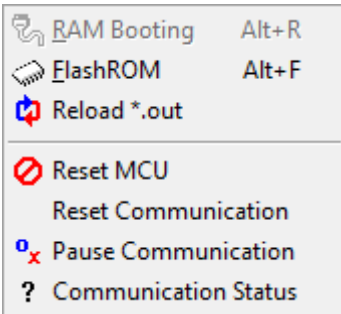 RAM Booting Alt+R
FlashROM Alt+F
Reload *.out
Reset MCU
Reset Communication
Pause Communication
? Communication Status